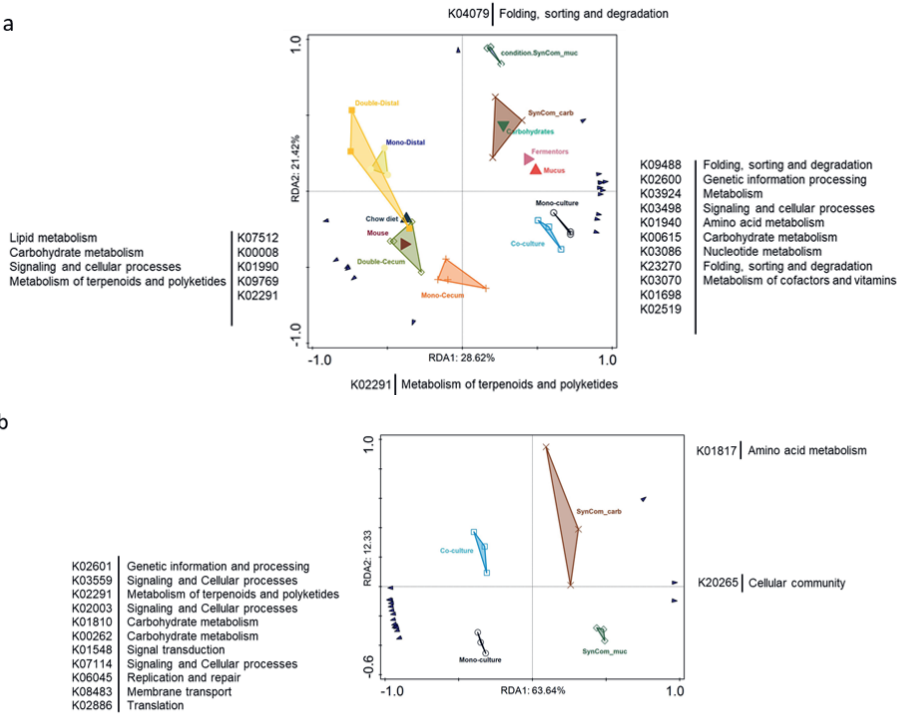 a
K04079 Folding, sorting and degradation
1.0
condition.SynCom_muc
Double-Distal
SynCom_carb
Carbohydrates
Mono-Distal
Fermentors
Mucus
RDA2: 21.42%
Mono-culture
Chow diet
Mouse
Co-culture
Double-Cecum
Mono-Cecum
-1.0
-1.0
RDA1: 28.62%
1.0
Lipid metabolism K07512
Carbohydrate metabolism K00008
Signaling and cellular processes K01990
Metabolism of terpenoids and polyketides K09769
K02291
K09488 Folding, sorting and degradation
K02600 Genetic information processing
K03924 Metabolism
K03498 Signaling and cellular processes
K01940 Amino acid metabolism
K00615 Carbohydrate metabolism
K03086 Nucleotide metabolism
K23270 Folding, sorting and degradation
K03070 Metabolism of cofactors and vitamins
K01698
K02519
K02291 Metabolism of terpenoids and polyketides
b
1.0
K01817 Amino acid metabolism
SynCom_carb
Co-culture
RDA2: 12.33
K20265 Cellular community
Mono-culture
SynCom_muc
-0.6
-1.0
RDA1: 63.64%
1.0
K02601 Genetic information and processing
K03559 Signaling and Cellular processes
K02291 Metabolism of terpenoids and polyketides
K02003 Signaling and Cellular processes
K01810 Carbohydrate metabolism
K00262 Carbohydrate metabolism
K01548 Signal transduction
K07114 Signaling and Cellular processes
K06045 Replication and repair
K08483 Membrane transport
K02886 Translation